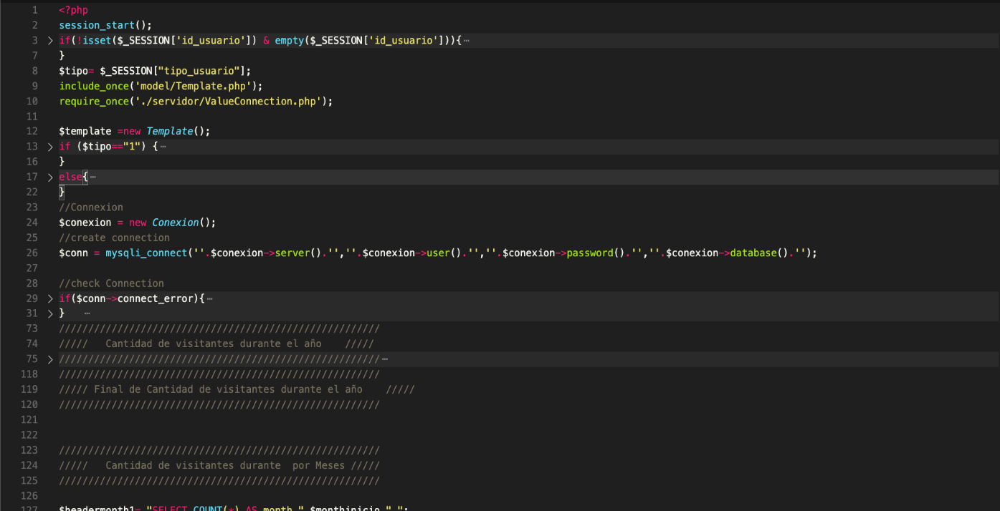 1 <?php
2 session_start();
3 if(!isset($_SESSION['id_usuario']) & empty($_SESSION['id_usuario'])){
7 }
8 $tipo= $_SESSION["tipo_usuario"];
9 include_once('model/Template.php');
10 require_once('./servidor/ValueConnection.php');
11
12 $template =new Template();
13 if ($tipo=="1") {
16 }
17 else{
22 }
23 //Connexion
24 $conexion = new Conexion();
25 //create connection
26 $conn = mysqli_connect(''.$conexion->server().'',''.$conexion->user().'',''.$conexion->password().'',''.$conexion->database().'');
27
28 //check Connection
29 if($conn->connect_error){
31 }
73 ///////////////////////////////////////////////////////
74 /////   Cantidad de visitantes durante el año    /////
75 ///////////////////////////////////////////////////////
118 ///////////////////////////////////////////////////////
119 ///// Final de Cantidad de visitantes durante el año    /////
120 ///////////////////////////////////////////////////////
121
122
123 ///////////////////////////////////////////////////////
124 /////   Cantidad de visitantes durante  por Meses /////
125 ///////////////////////////////////////////////////////
126
127 $headermonth1= "SELECT COUNT(*) AS month_".$monthinicio."_";